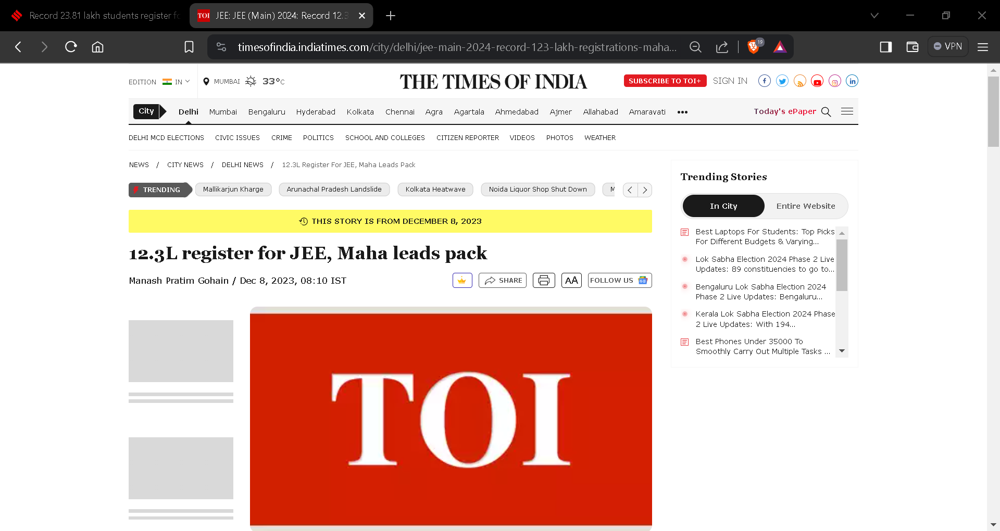 Record 23.81 lakh students register fo
TOI JEE: JEE (Main) 2024: Record 12.3
timesofindia.indiatimes.com/city/delhi/jee-main-2024-record-123-lakh-registrations-maha...
19
VPN
EDITION IN
MUMBAI 33°C
THE TIMES OF INDIA
SUBSCRIBE TO TOI+ SIGN IN
City Delhi Mumbai Bengaluru Hyderabad Kolkata Chennai Agra Agartala Ahmedabad Ajmer Allahabad Amaravati •••
Today's ePaper
DELHI MCD ELECTIONS CIVIC ISSUES CRIME POLITICS SCHOOL AND COLLEGES CITIZEN REPORTER VIDEOS PHOTOS WEATHER
NEWS / CITY NEWS / DELHI NEWS / 12.3L Register For JEE, Maha Leads Pack
TRENDING Mallikarjun Kharge Arunachal Pradesh Landslide Kolkata Heatwave Noida Liquor Shop Shut Down
THIS STORY IS FROM DECEMBER 8, 2023
12.3L register for JEE, Maha leads pack
Manash Pratim Gohain / Dec 8, 2023, 08:10 IST
SHARE AA FOLLOW US
TOI
Trending Stories
In City Entire Website
Best Laptops For Students: Top Picks
For Different Budgets & Varying...
Lok Sabha Election 2024 Phase 2 Live
Updates: 89 constituencies to go to...
Bengaluru Lok Sabha Election 2024
Phase 2 Live Updates: Bengaluru...
Kerala Lok Sabha Election 2024 Phase
2 Live Updates: With 194...
Best Phones Under 35000 To
Smoothly Carry Out Multiple Tasks ...